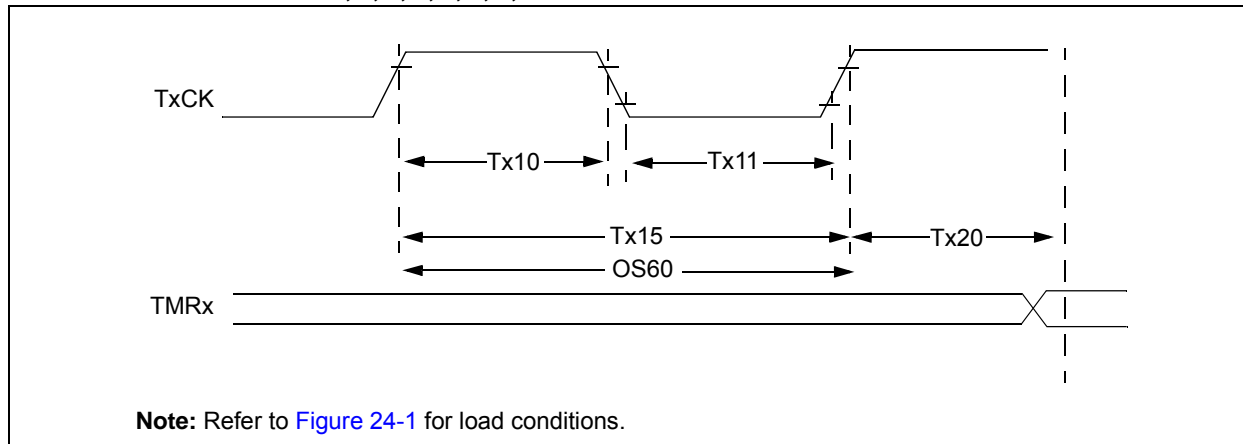 TxCK
Tx10
Tx11
Tx15
Tx20
OS60
TMRx
Note: Refer to Figure 24-1 for load conditions.